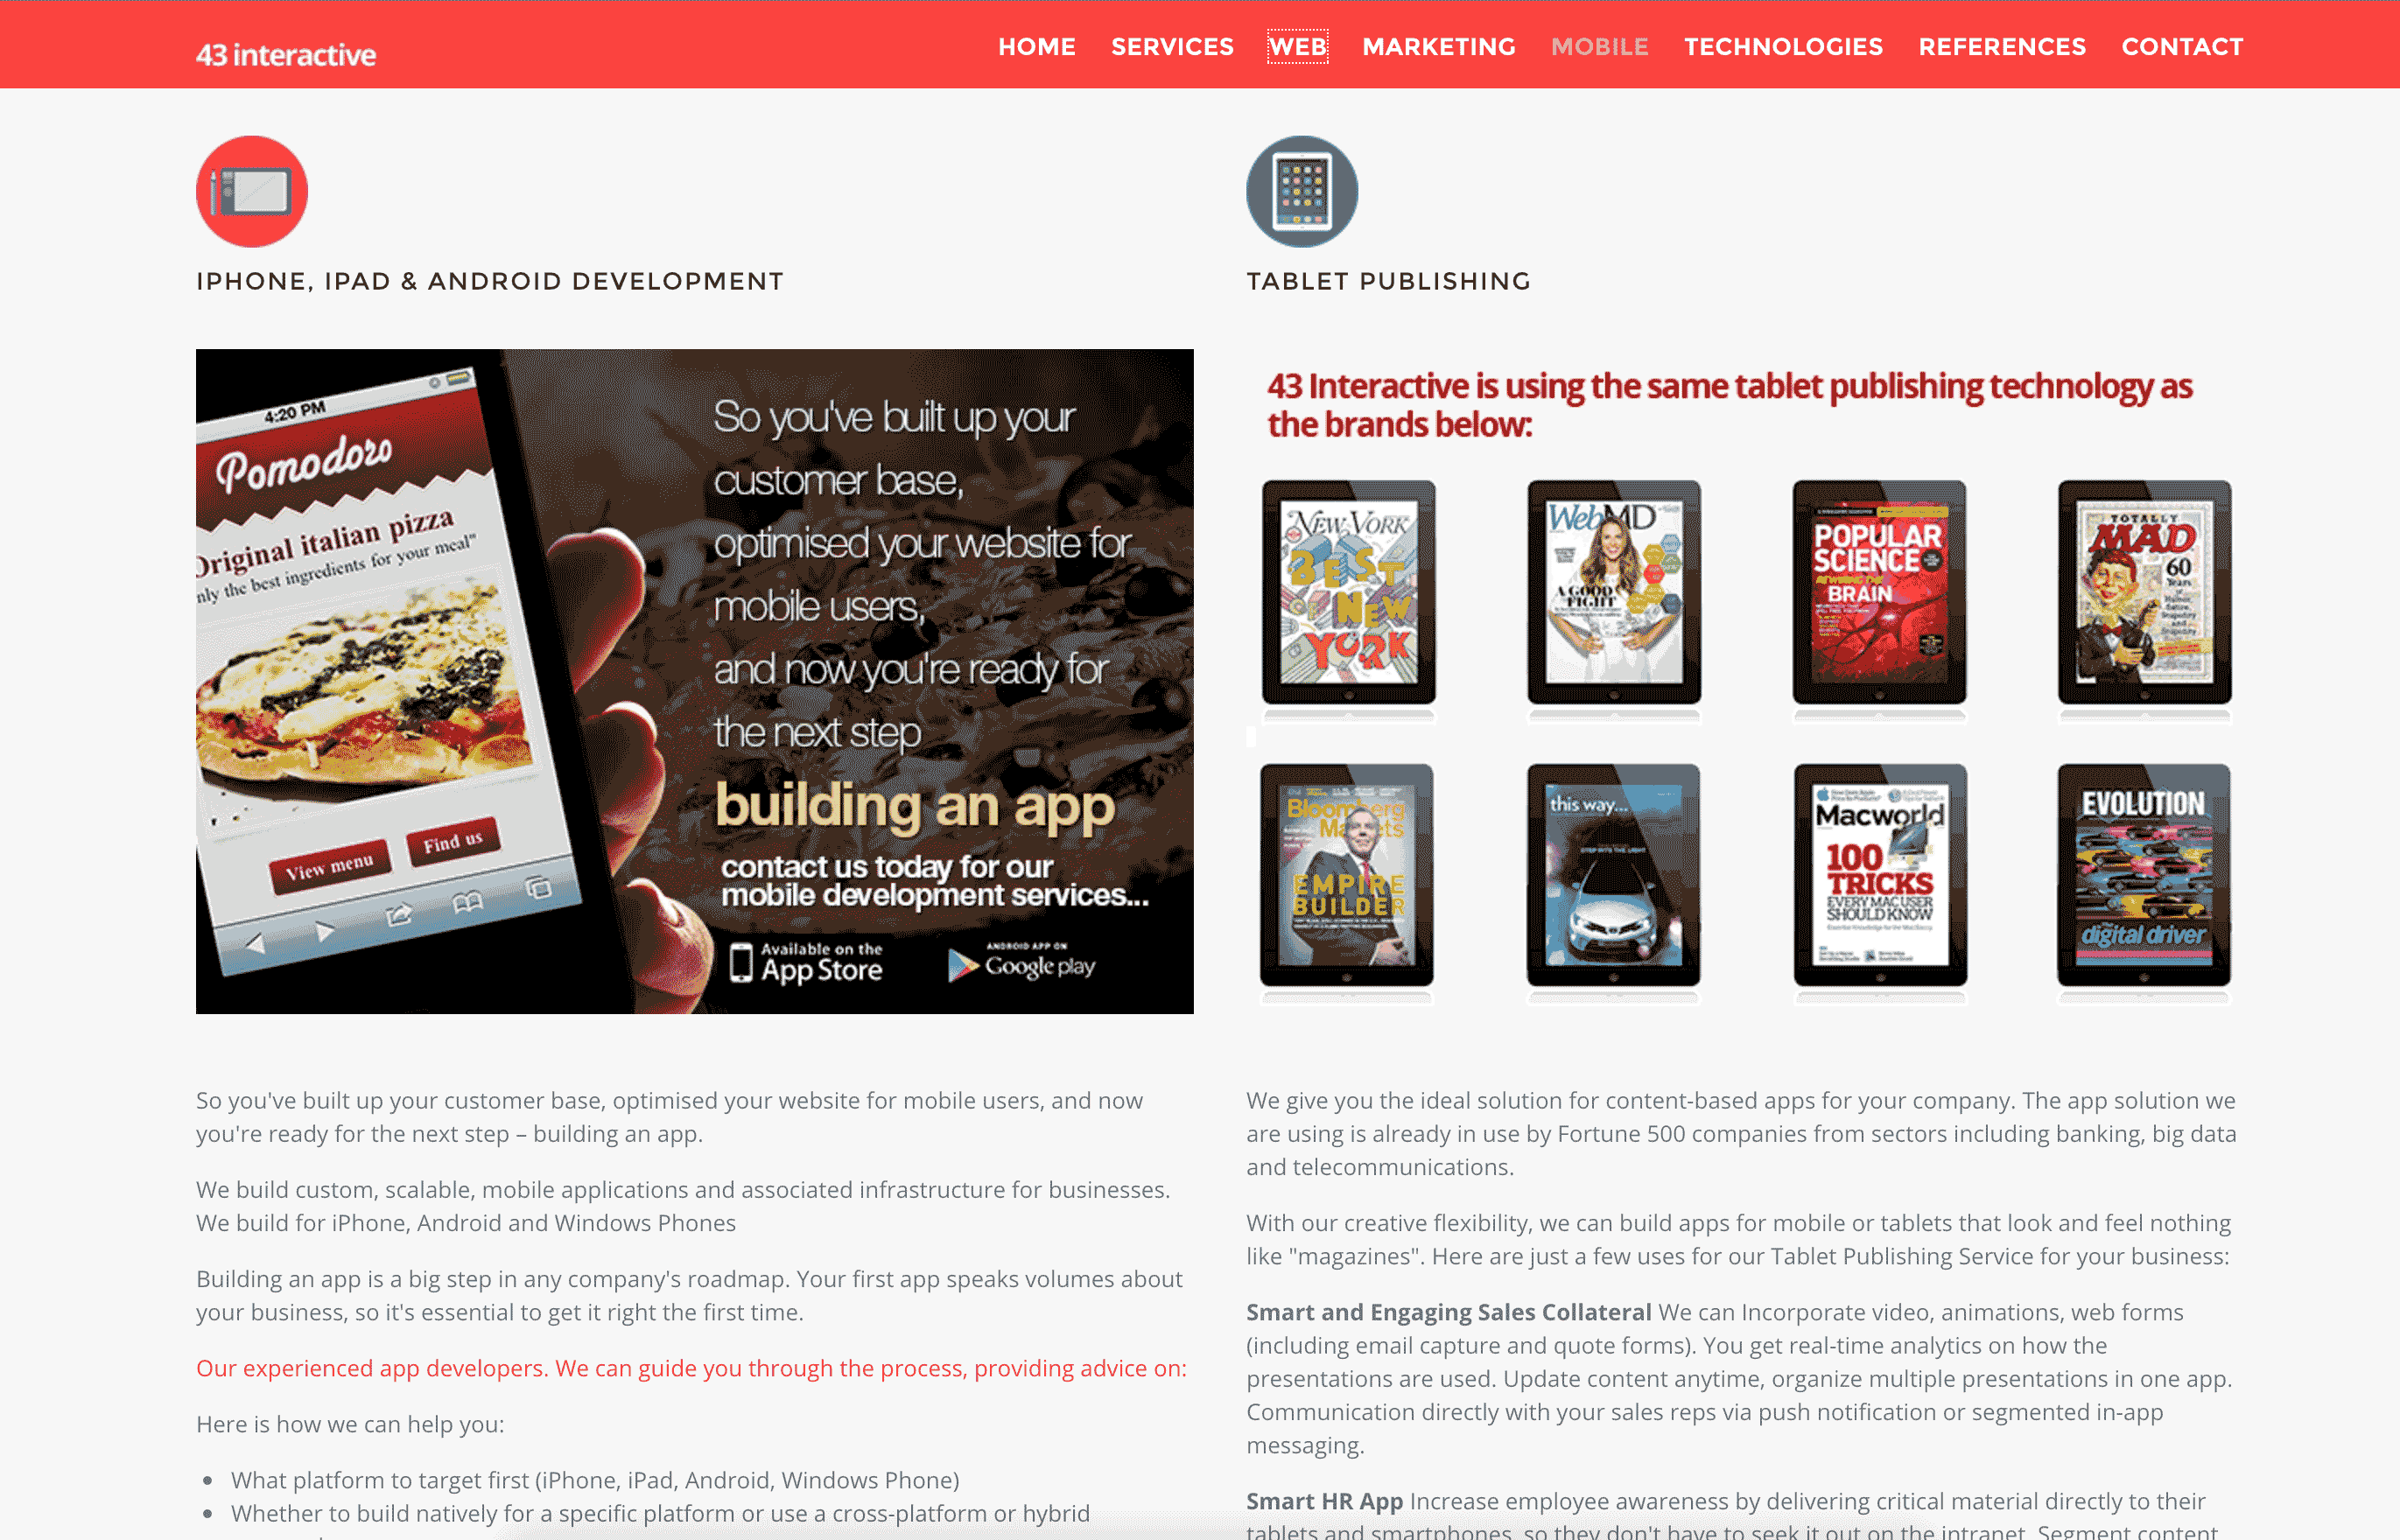 43 interactive
HOME SERVICES WEB MARKETING MOBILE TECHNOLOGIES REFERENCES CONTACT
IPHONE, IPAD & ANDROID DEVELOPMENT
4:20 PM
Pomodoro
Original italian pizza
nly the best ingredients for your meal"
View menu
Find us
So you've built up your
customer base,
optimised your website for
mobile users,
and now you're ready for
the next step
building an app
contact us today for our
mobile development services...
Available on the
App Store
ANDROID APP ON
Google play
So you've built up your customer base, optimised your website for mobile users, and now
you're ready for the next step – building an app.
We build custom, scalable, mobile applications and associated infrastructure for businesses.
We build for iPhone, Android and Windows Phones
Building an app is a big step in any company's roadmap. Your first app speaks volumes about
your business, so it's essential to get it right the first time.
Our experienced app developers. We can guide you through the process, providing advice on:
Here is how we can help you:
• What platform to target first (iPhone, iPad, Android, Windows Phone)
• Whether to build natively for a specific platform or use a cross-platform or hybrid
TABLET PUBLISHING
43 Interactive is using the same tablet publishing technology as
the brands below:
NEW YORK
BEST
OF NEW
YORK
WebMD
A GOOD
FIGHT
POPULAR
SCIENCE
REWIRING THE
BRAIN
TOTALLY
MAD
60
Years
Bloomberg
Markets
EMPIRE
BUILDER
this way...
STEP INTO THE LIGHT
Macworld
100
TRICKS
EVERY MAC USER
SHOULD KNOW
EVOLUTION
digital driver
We give you the ideal solution for content-based apps for your company. The app solution we
are using is already in use by Fortune 500 companies from sectors including banking, big data
and telecommunications.
With our creative flexibility, we can build apps for mobile or tablets that look and feel nothing
like "magazines". Here are just a few uses for our Tablet Publishing Service for your business:
Smart and Engaging Sales Collateral We can Incorporate video, animations, web forms
(including email capture and quote forms). You get real-time analytics on how the
presentations are used. Update content anytime, organize multiple presentations in one app.
Communication directly with your sales reps via push notification or segmented in-app
messaging.
Smart HR App Increase employee awareness by delivering critical material directly to their
tablets and smartphones, so they don't have to seek it out on the intranet. Segment content